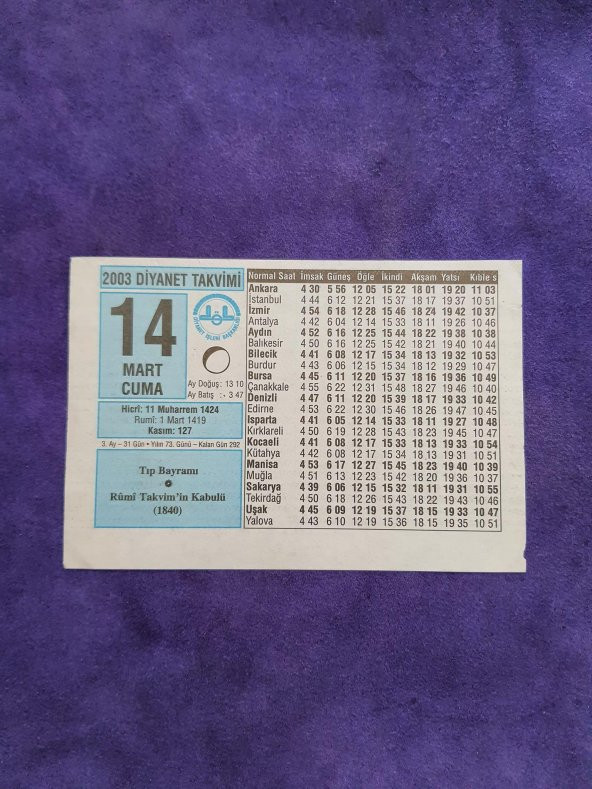 2003 DİYANET TAKVİMİ
14
MART
CUMA
DİYANET İŞLERİ BAŞKANLIĞI
Ay Doğuş: 13 10
Ay Batış : - 3 47
Hicrî: 11 Muharrem 1424
Rumî: 1 Mart 1419
Kasım: 127
3. Ay – 31 Gün • Yılın 73. Günü – Kalan Gün 292
Tıp Bayramı
Rûmî Takvim'in Kabulü
(1840)
Normal Saat İmsak Güneş Öğle İkindi Akşam Yatsı Kıble s
Ankara 4 30 5 56 12 05 15 22 18 01 19 20 11 03
İstanbul 4 44 6 12 12 21 15 37 18 17 19 37 10 51
İzmir 4 54 6 18 12 28 15 46 18 24 19 42 10 37
Antalya 4 42 6 04 12 14 15 33 18 11 19 26 10 46
Aydın 4 52 6 16 12 25 15 44 18 22 19 38 10 38
Balıkesir 4 50 6 16 12 25 15 42 18 21 19 40 10 44
Bilecik 4 41 6 08 12 17 15 34 18 13 19 32 10 53
Burdur 4 43 6 06 12 15 15 34 18 12 19 29 10 47
Bursa 4 45 6 11 12 20 15 37 18 16 19 36 10 49
Çanakkale 4 55 6 22 12 31 15 48 18 27 19 46 10 40
Denizli 4 47 6 11 12 20 15 39 18 17 19 33 10 42
Edirne 4 53 6 22 12 30 15 46 18 26 19 47 10 45
Isparta 4 41 6 05 12 14 15 33 18 11 19 27 10 48
Kırklareli 4 50 6 19 12 28 15 43 18 23 19 45 10 47
Kocaeli 4 41 6 08 12 17 15 33 18 13 19 33 10 54
Kütahya 4 42 6 08 12 17 15 34 18 13 19 31 10 51
Manisa 4 53 6 17 12 27 15 45 18 23 19 40 10 39
Muğla 4 51 6 13 12 23 15 42 18 20 19 36 10 37
Sakarya 4 39 6 06 12 15 15 32 18 11 19 31 10 55
Tekirdağ 4 50 6 18 12 26 15 43 18 22 19 43 10 46
Uşak 4 45 6 09 12 19 15 37 18 15 19 33 10 47
Yalova 4 43 6 10 12 19 15 36 18 15 19 35 10 51